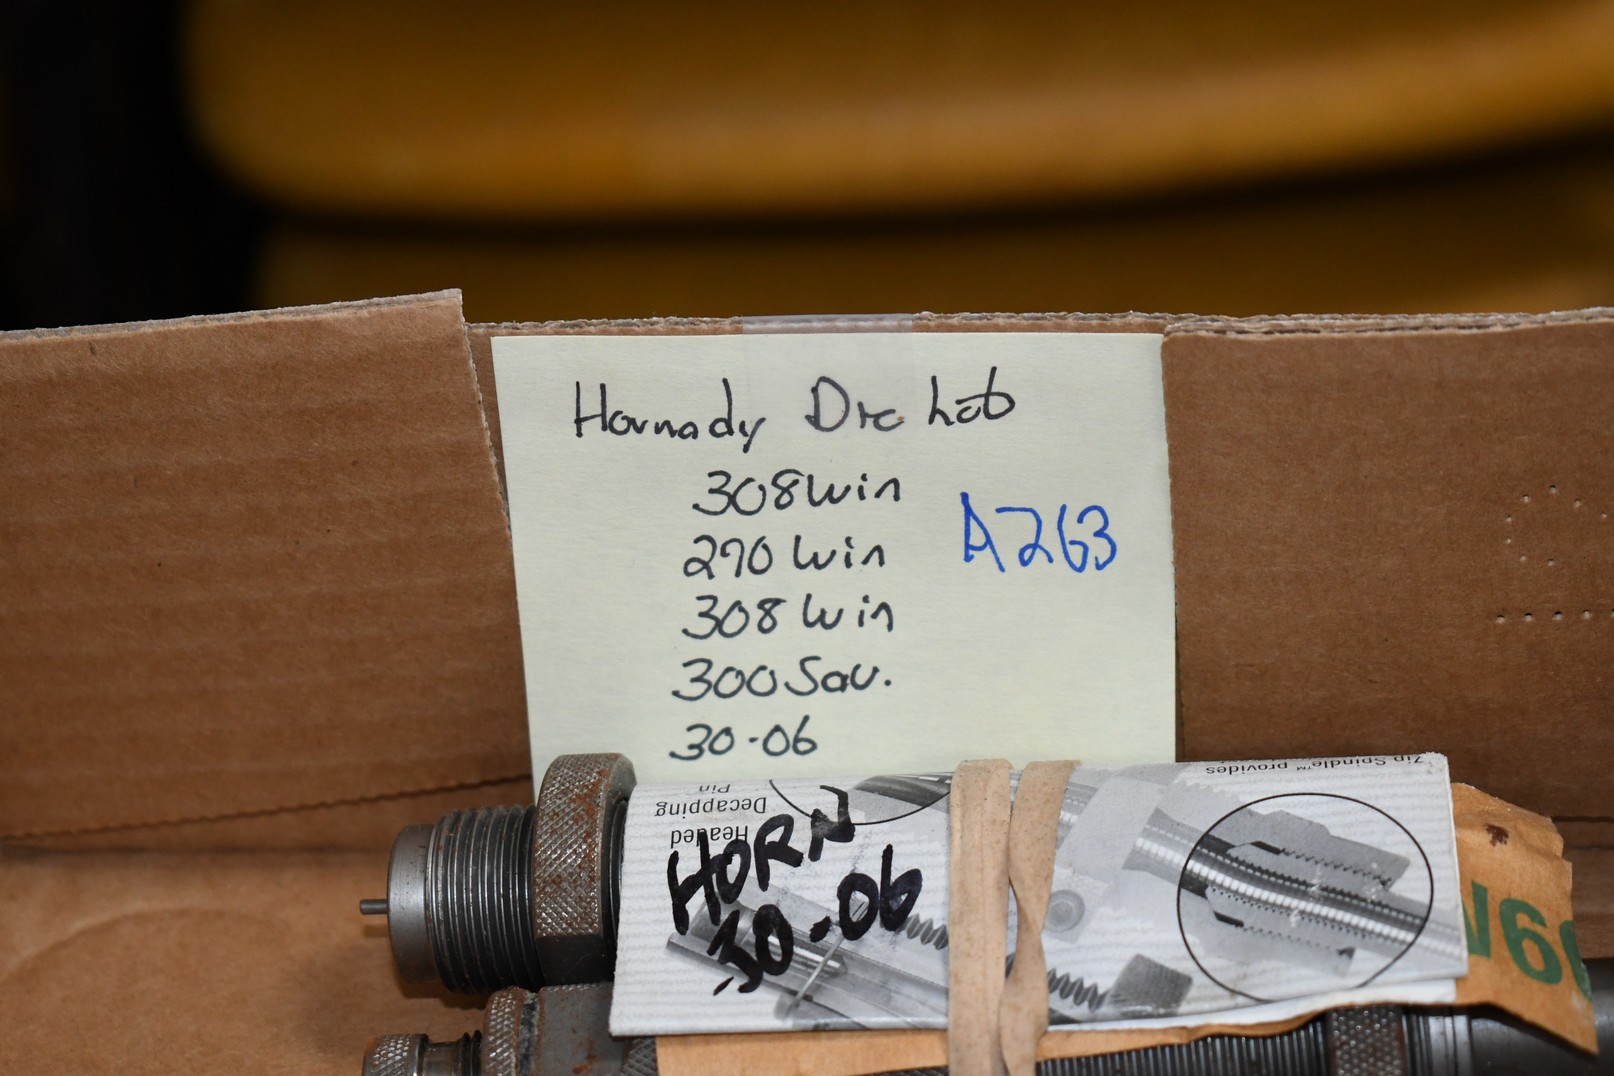 Hornady Die Lot
308 Win
270 Win
A263
308 Win
300 Sav.
30-06
Zip Spindle™ provides
Headed
Decapping
Pin
HORN
30-06